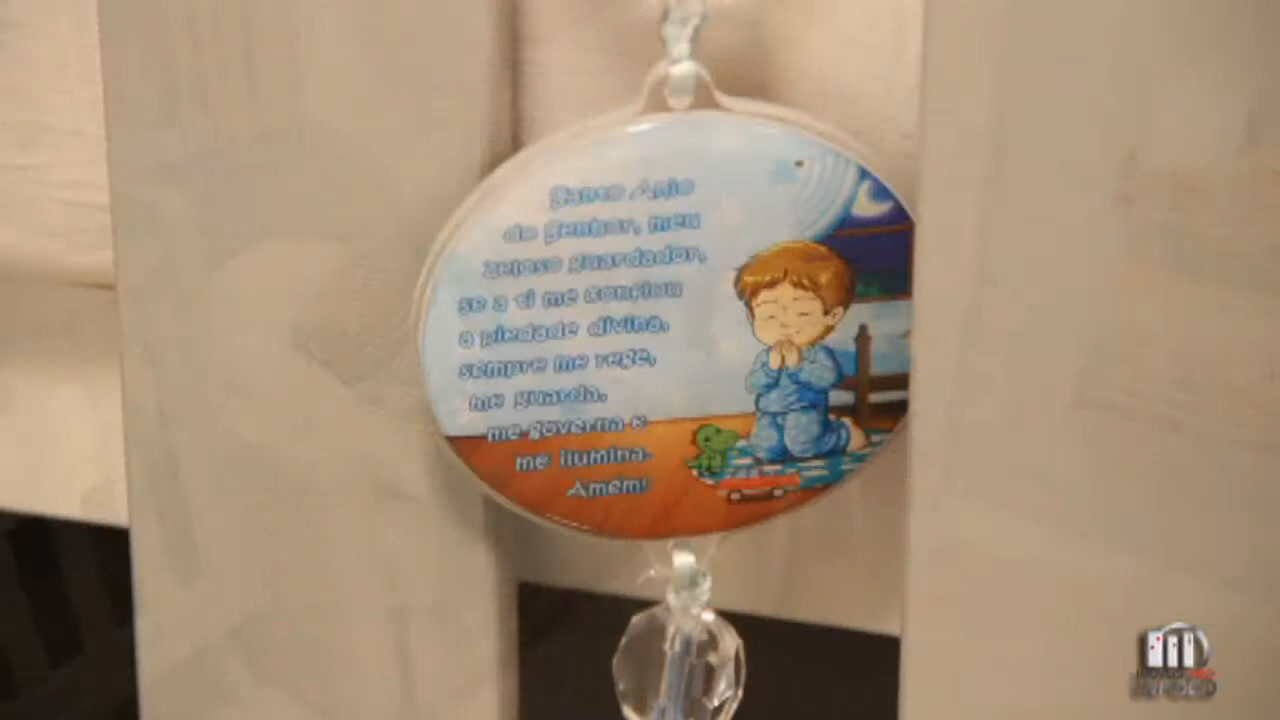 Santo Anjo
do Senhor, meu
zeloso guardador,
se a ti me confiou
a piedade divina,
sempre me rege,
me guarda,
me governa e
me ilumina.
Amém!